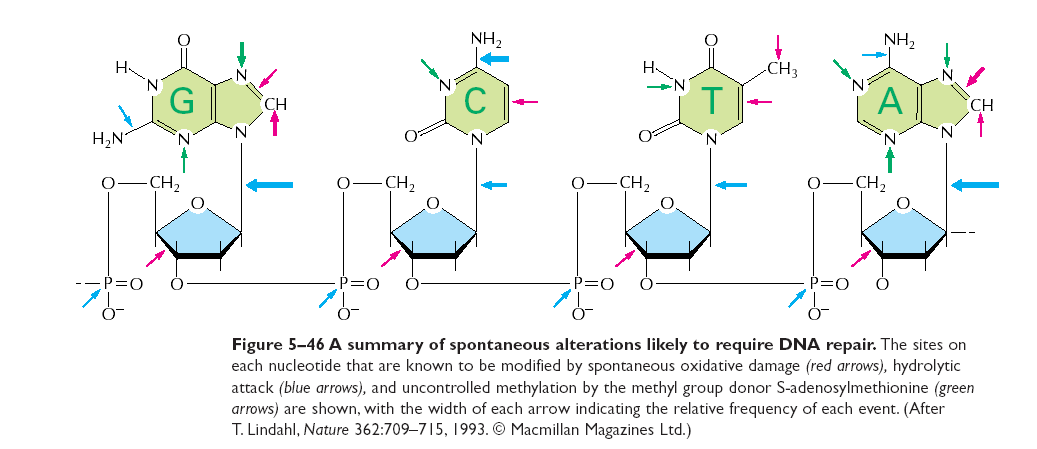 O O NH₂ O NH₂
H N N CH N H N CH₃ N N CH
G C T A
H₂N N N O N O N N N
O CH₂ O CH₂ O CH₂ O CH₂
O O O O
P=O O P=O O P=O O P=O O
O⁻ O⁻ O⁻ O⁻
Figure 5–46 A summary of spontaneous alterations likely to require DNA repair. The sites on
each nucleotide that are known to be modified by spontaneous oxidative damage (red arrows), hydrolytic
attack (blue arrows), and uncontrolled methylation by the methyl group donor S-adenosylmethionine (green
arrows) are shown, with the width of each arrow indicating the relative frequency of each event. (After
T. Lindahl, Nature 362:709–715, 1993. © Macmillan Magazines Ltd.)